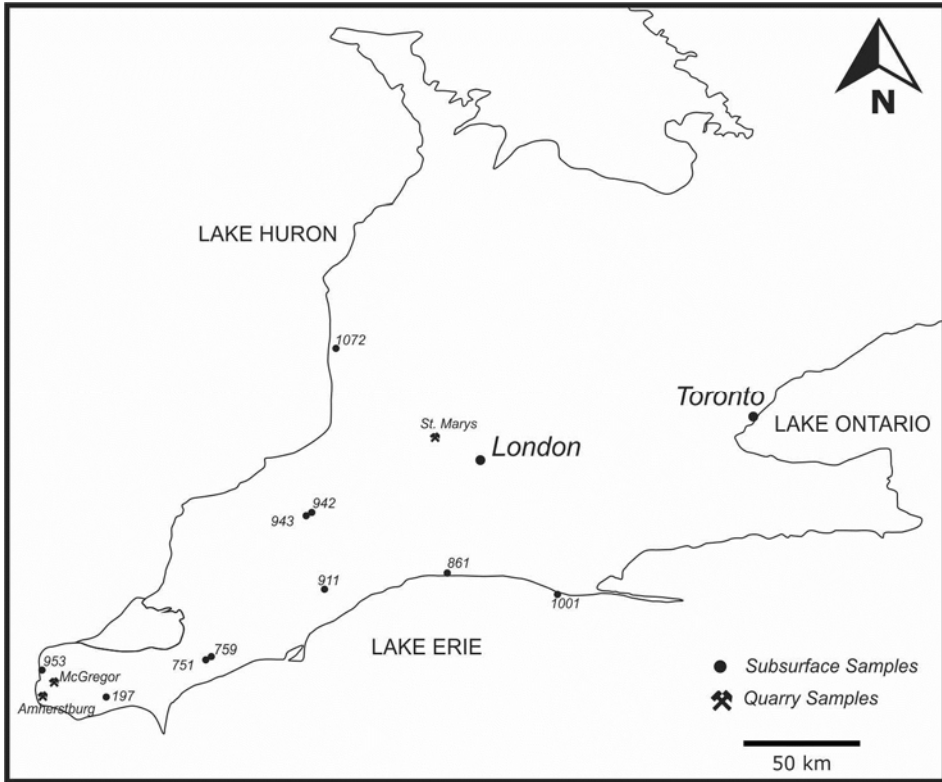 N
LAKE HURON
1072
Toronto
St. Marys
LAKE ONTARIO
London
942
943
861
911
1001
LAKE ERIE
759
751
953
McGregor
197
Amherstburg
Subsurface Samples
Quarry Samples
50 km